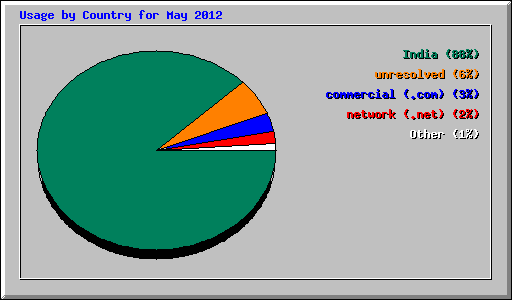 Usage by Country for May 2012
India (88%)
unresolved (6%)
commercial (.com) (3%)
network (.net) (2%)
Other (1%)